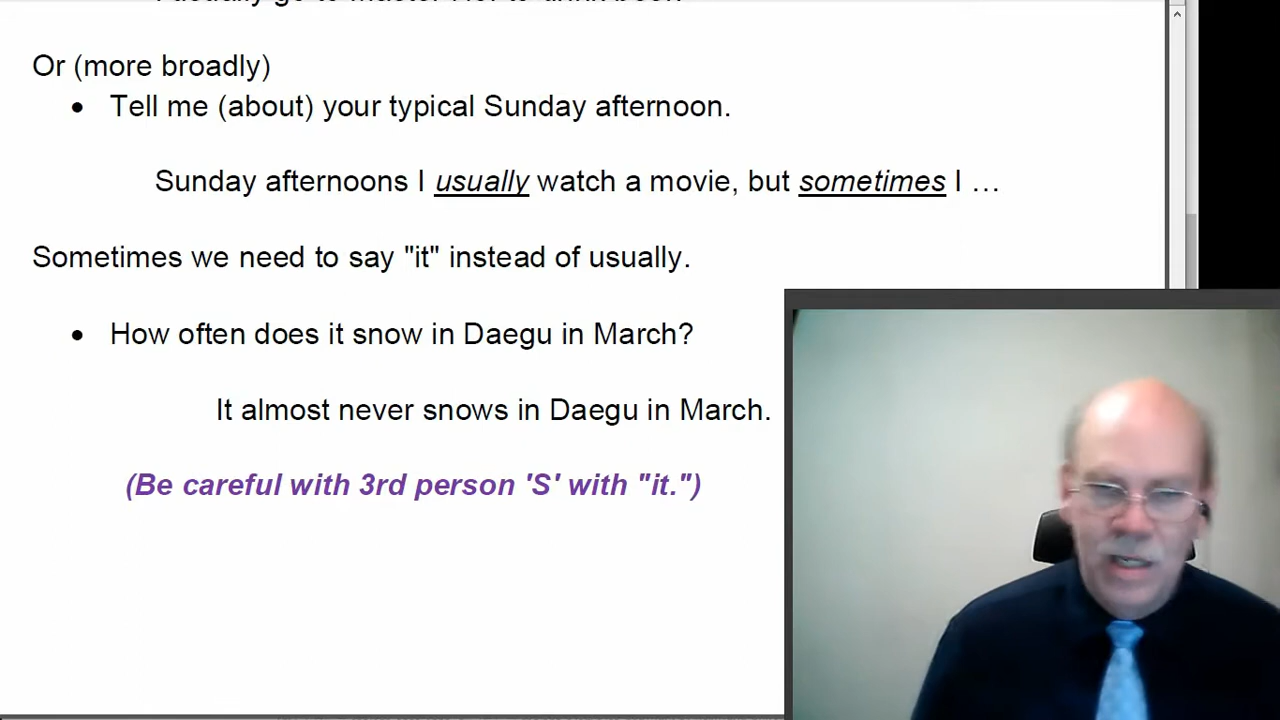 Or (more broadly)
• Tell me (about) your typical Sunday afternoon.
Sunday afternoons I usually watch a movie, but sometimes I …
Sometimes we need to say "it" instead of usually.
• How often does it snow in Daegu in March?
It almost never snows in Daegu in March.
(Be careful with 3rd person 'S' with "it.")